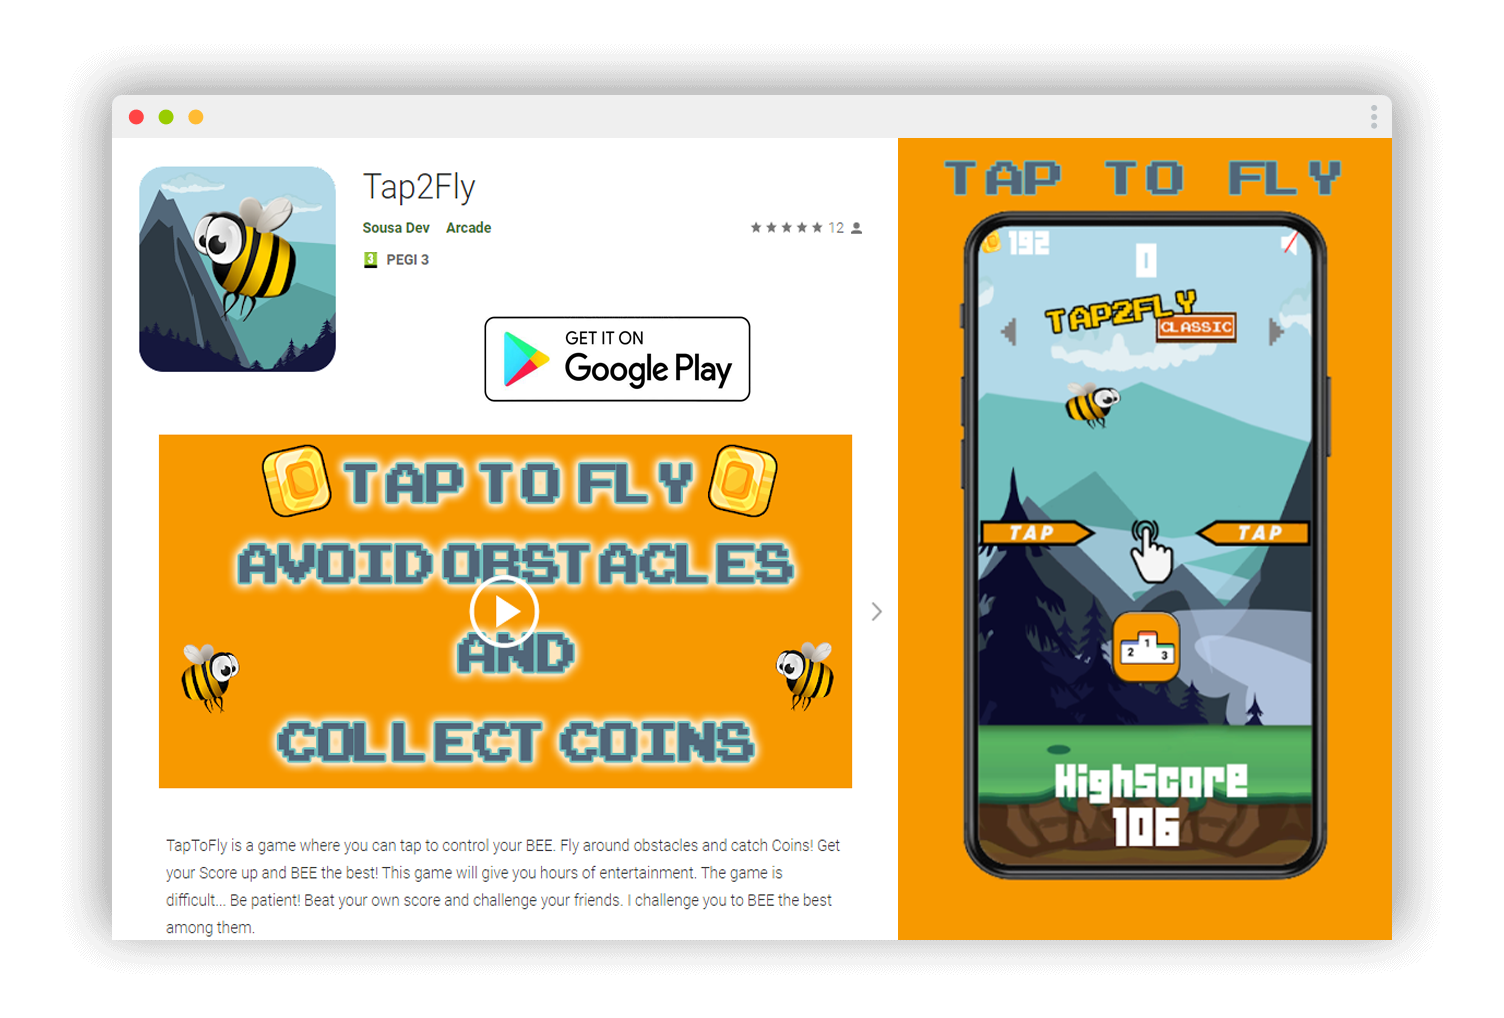 Tap2Fly
Sousa Dev Arcade
12
3 PEGI 3
GET IT ON
Google Play
TAP TO FLY
AVOID OBSTACLES
AND
COLLECT COINS
TapToFly is a game where you can tap to control your BEE. Fly around obstacles and catch Coins! Get
your Score up and BEE the best! This game will give you hours of entertainment. The game is
difficult... Be patient! Beat your own score and challenge your friends. I challenge you to BEE the best
among them.
TAP TO FLY
192
0
TAP2FLY
CLASSIC
TAP TAP
1
2 3
HighScore
106